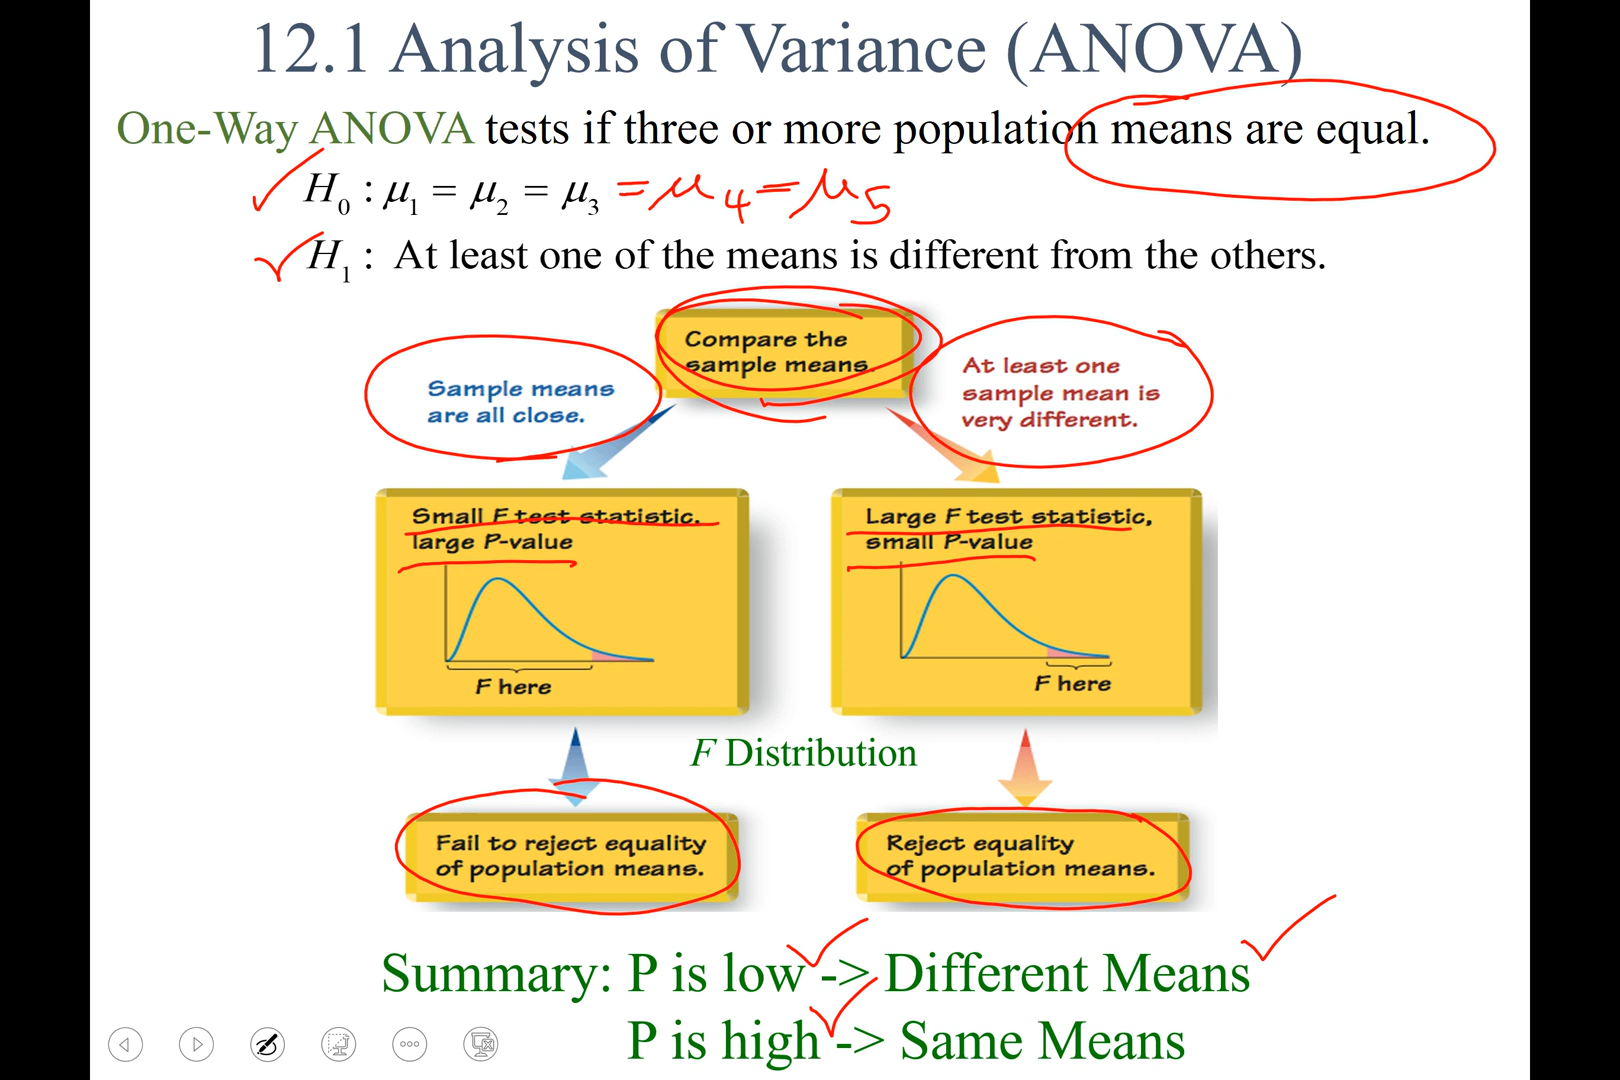 12.1 Analysis of Variance (ANOVA)
One-Way ANOVA tests if three or more population means are equal.
H₀ : μ₁ = μ₂ = μ₃ = μ₄ = μ₅
H₁ : At least one of the means is different from the others.
Compare the
sample means.
Sample means
are all close.
At least one
sample mean is
very different.
Small F test statistic,
large P-value
F here
Large F test statistic,
small P-value
F here
F Distribution
Fail to reject equality
of population means.
Reject equality
of population means.
Summary: P is low -> Different Means
P is high -> Same Means